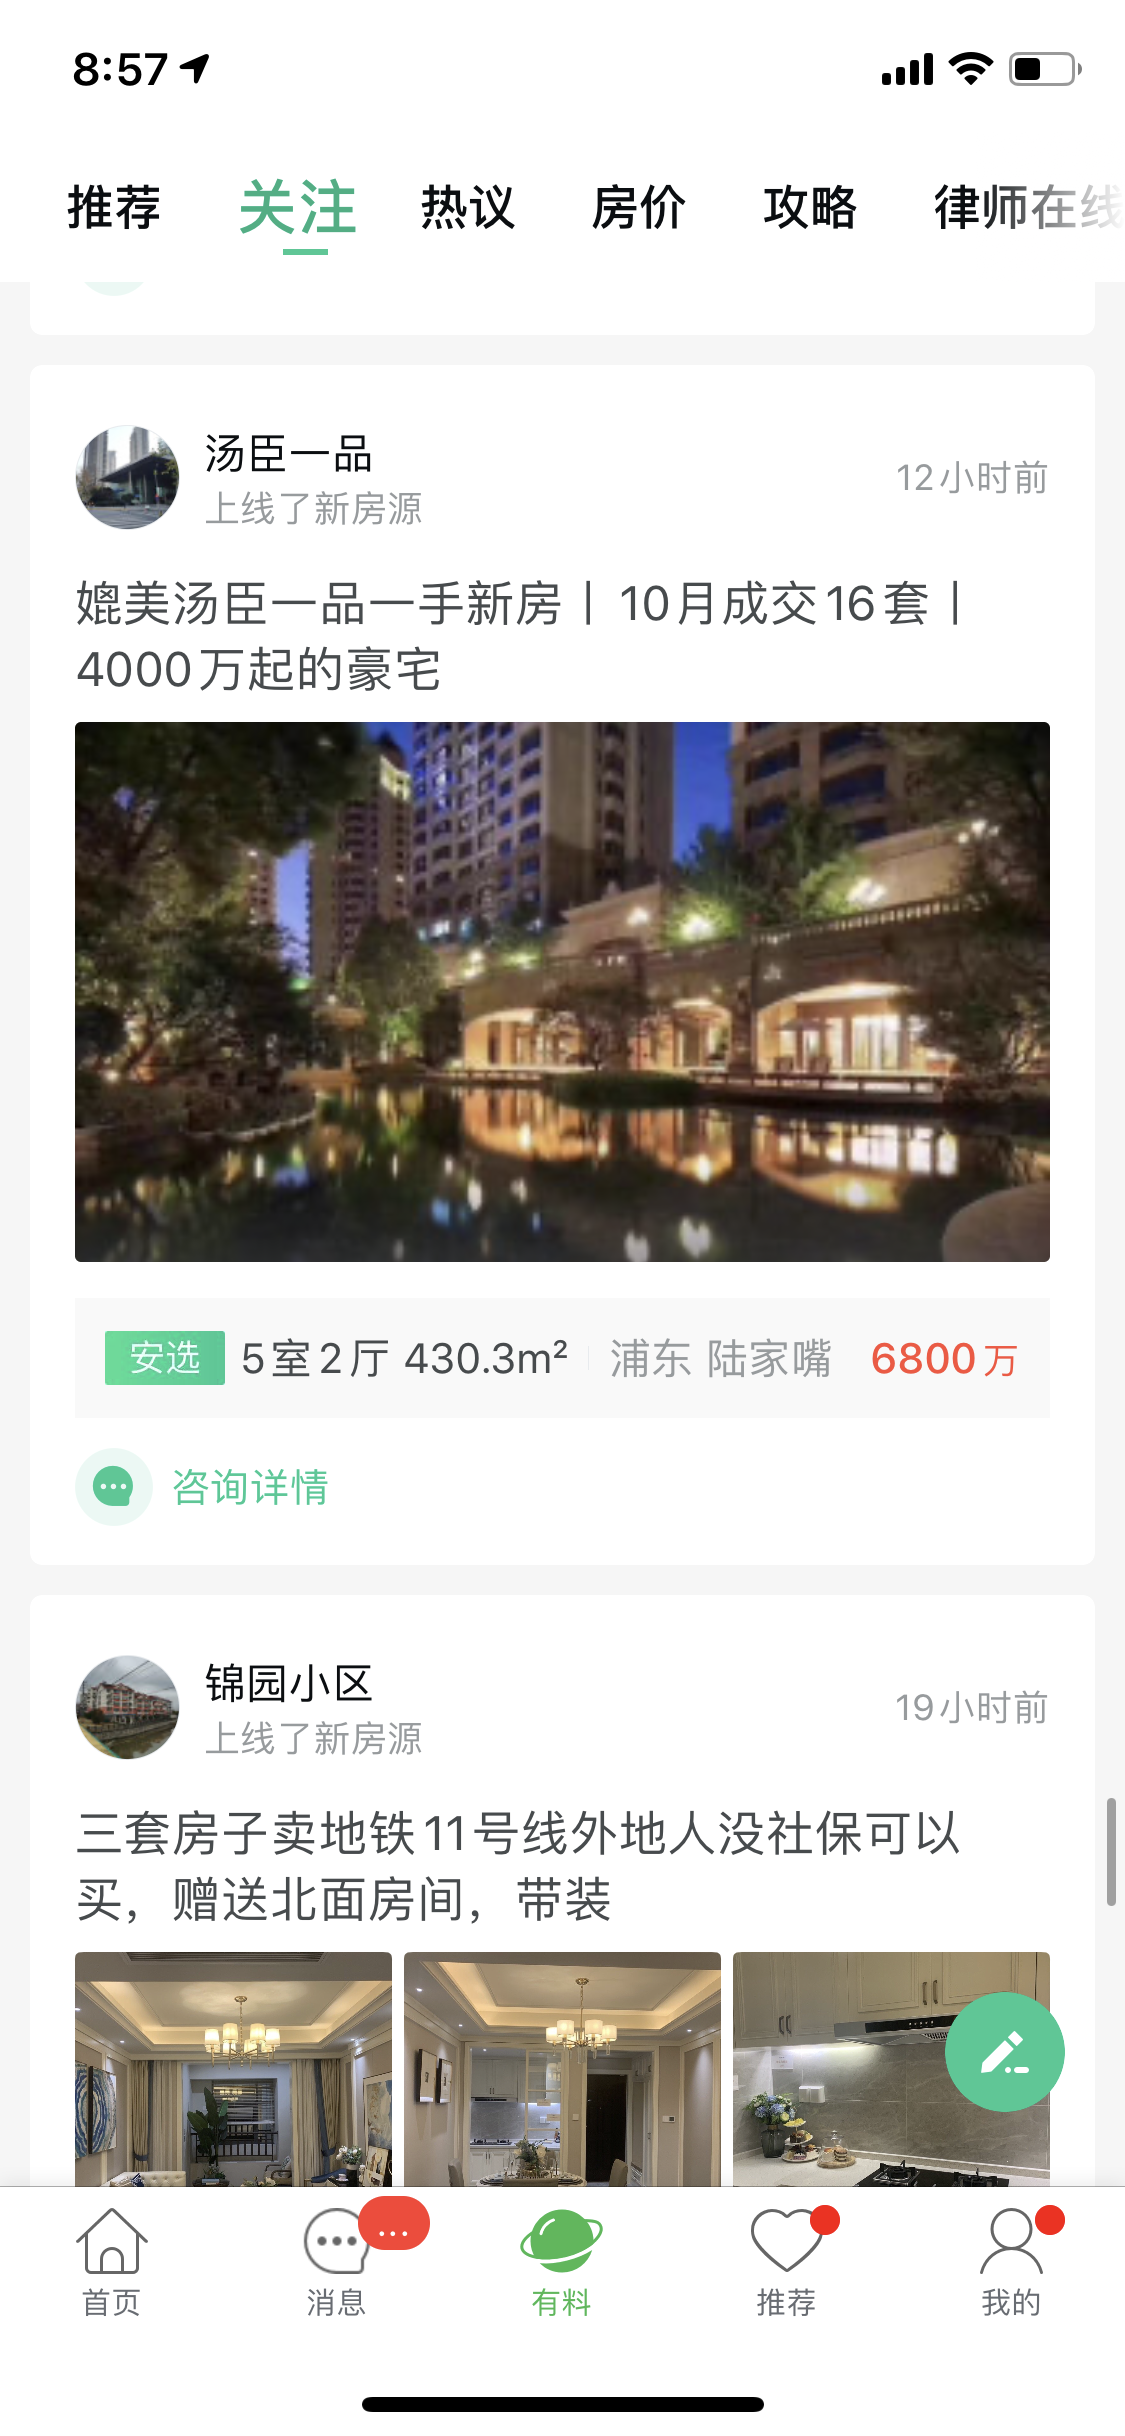 8:57
推荐 关注 热议 房价 攻略 律师在线
汤臣一品
12小时前
上线了新房源
媲美汤臣一品一手新房丨10月成交16套丨
4000万起的豪宅
安选 5室2厅 430.3m² 浦东 陆家嘴 6800万
咨询详情
锦园小区
19小时前
上线了新房源
三套房子卖地铁11号线外地人没社保可以
买，赠送北面房间，带装
首页 消息 有料 推荐 我的